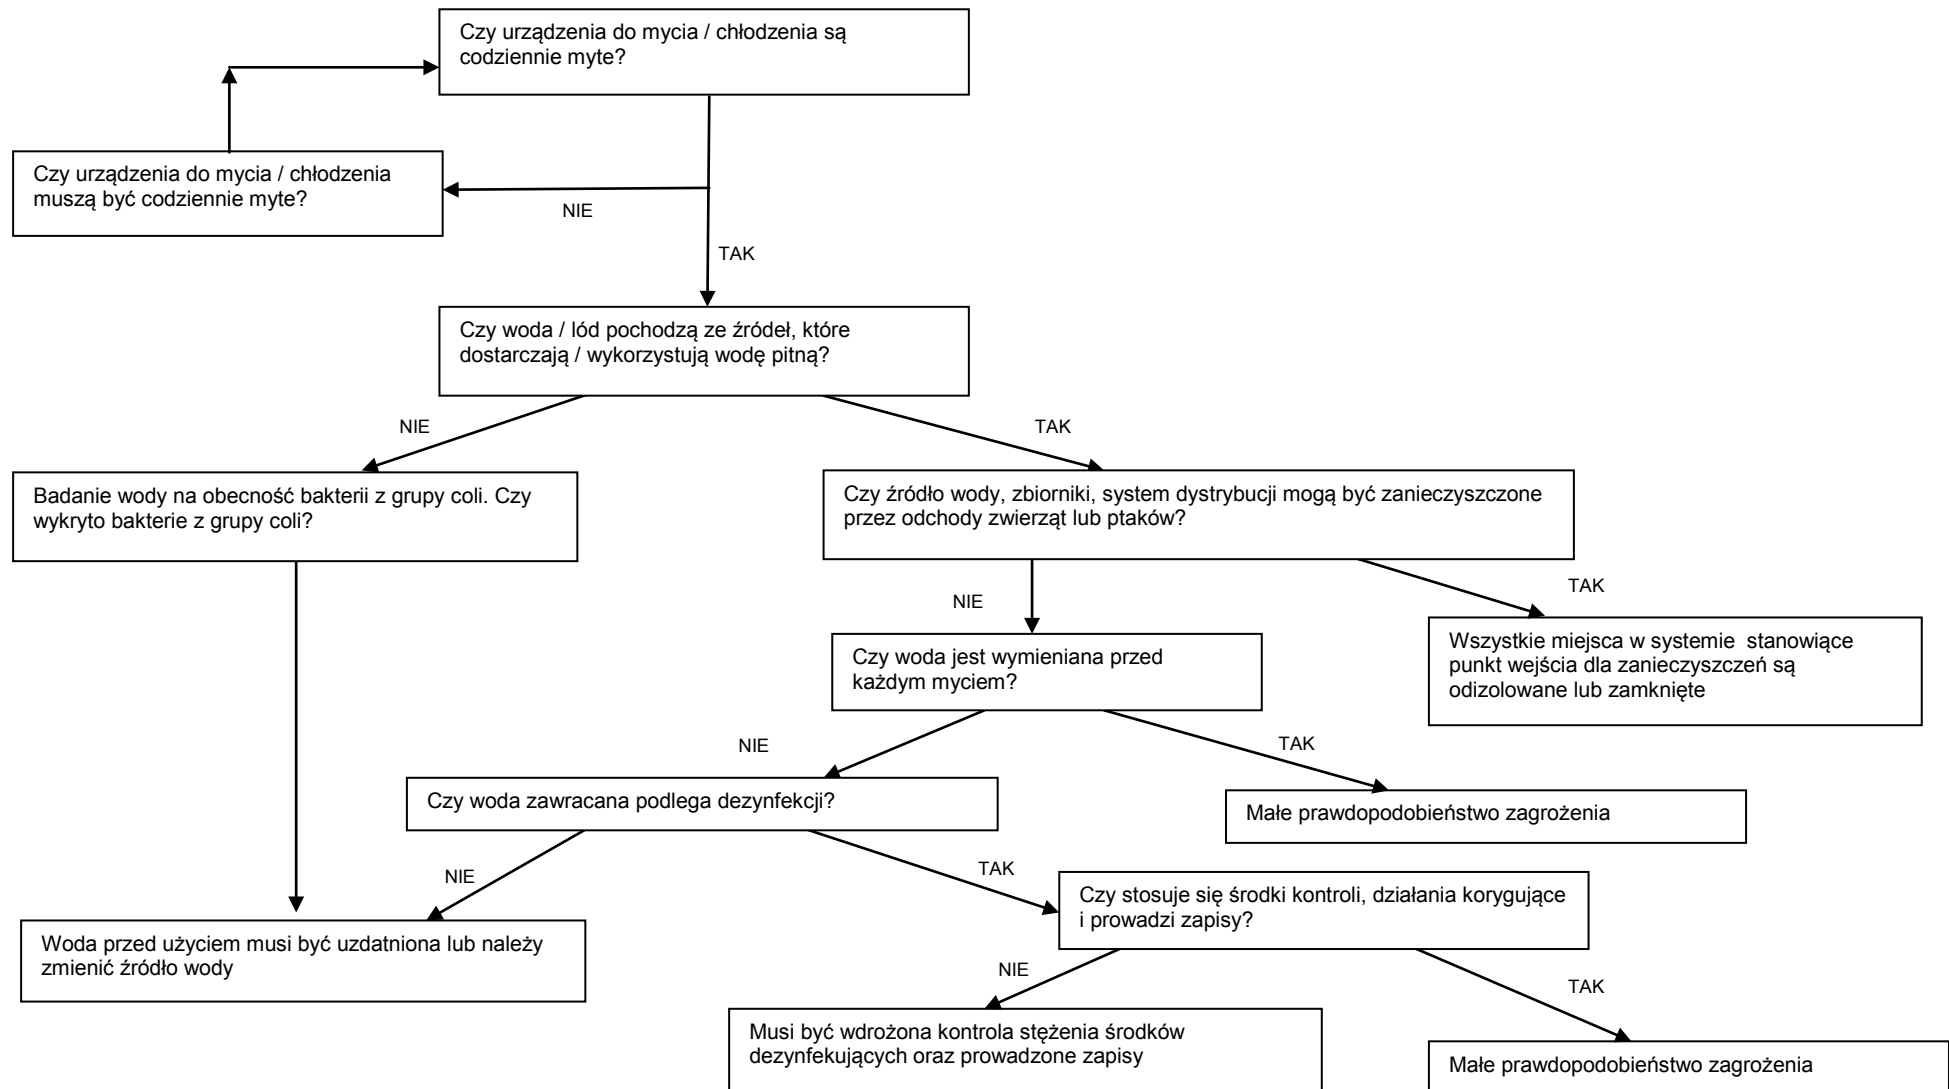 Czy urządzenia do mycia / chłodzenia są
codziennie myte?
Czy urządzenia do mycia / chłodzenia
muszą być codziennie myte?
NIE
TAK
Czy woda / lód pochodzą ze źródeł, które
dostarczają / wykorzystują wodę pitną?
NIE
TAK
Badanie wody na obecność bakterii z grupy coli. Czy
wykryto bakterie z grupy coli?
Czy źródło wody, zbiorniki, system dystrybucji mogą być zanieczyszczone
przez odchody zwierząt lub ptaków?
NIE
TAK
Czy woda jest wymieniana przed
każdym myciem?
Wszystkie miejsca w systemie  stanowiące
punkt wejścia dla zanieczyszczeń są
odizolowane lub zamknięte
NIE
TAK
Czy woda zawracana podlega dezynfekcji?
Małe prawdopodobieństwo zagrożenia
NIE
TAK
Czy stosuje się środki kontroli, działania korygujące
i prowadzi zapisy?
Woda przed użyciem musi być uzdatniona lub należy
zmienić źródło wody
NIE
TAK
Musi być wdrożona kontrola stężenia środków
dezynfekujących oraz prowadzone zapisy
Małe prawdopodobieństwo zagrożenia